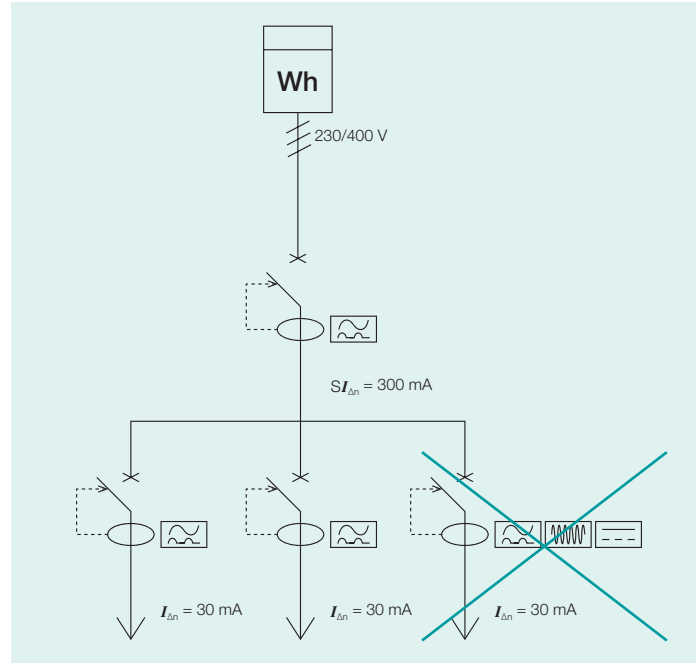 Wh
230/400 V
SIΔn = 300 mA
IΔn = 30 mA
IΔn = 30 mA
IΔn = 30 mA